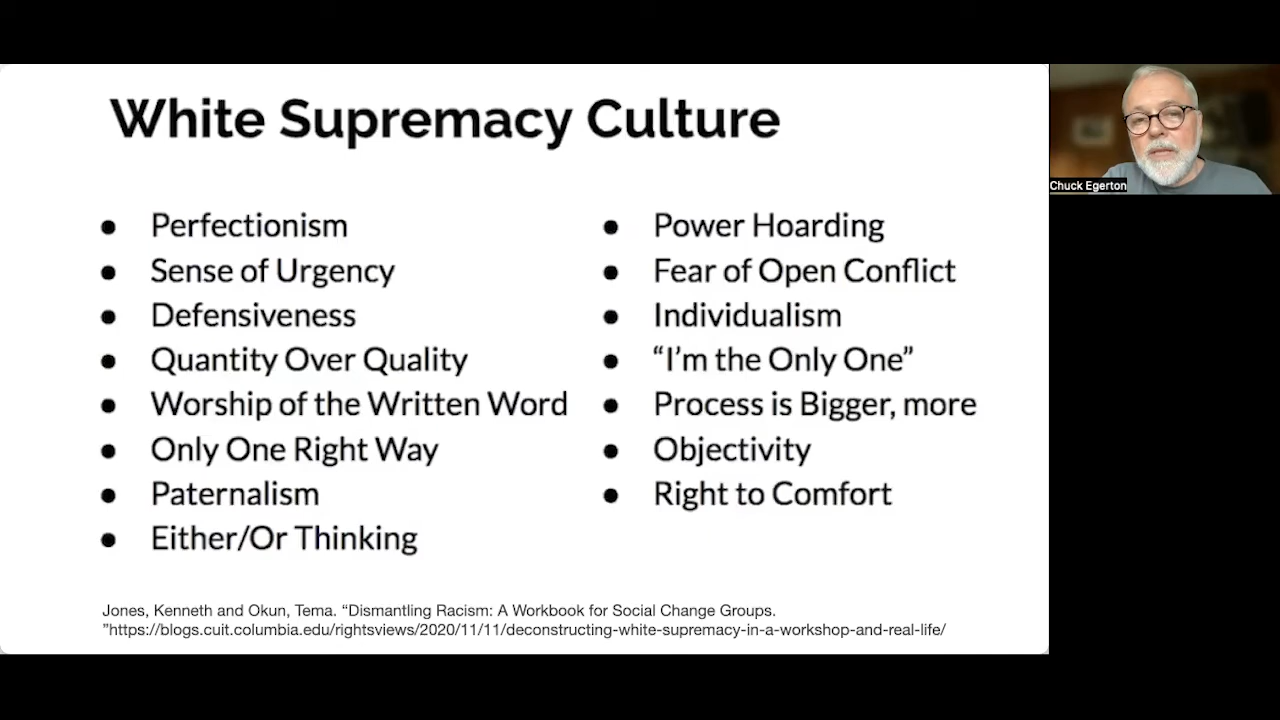 White Supremacy Culture
Perfectionism
Sense of Urgency
Defensiveness
Quantity Over Quality
Worship of the Written Word
Only One Right Way
Paternalism
Either/Or Thinking
Power Hoarding
Fear of Open Conflict
Individualism
“I’m the Only One”
Process is Bigger, more
Objectivity
Right to Comfort
Jones, Kenneth and Okun, Tema. “Dismantling Racism: A Workbook for Social Change Groups.
”https://blogs.cuit.columbia.edu/rightsviews/2020/11/11/deconstructing-white-supremacy-in-a-workshop-and-real-life/
Chuck Egerton